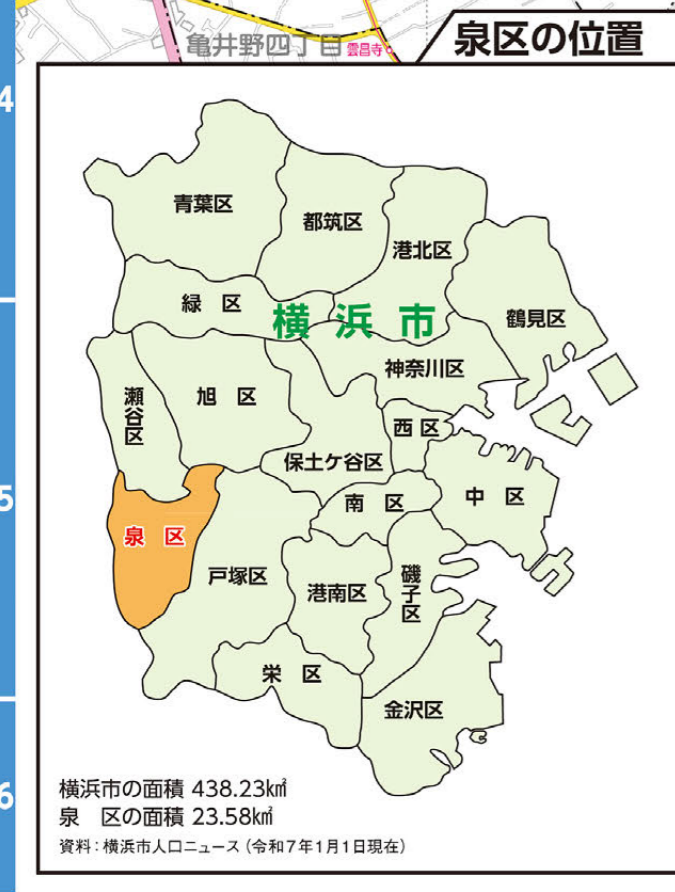 亀井野四丁目
雲昌寺
泉区の位置
4
5
6
青葉区
都筑区
港北区
緑 区
横浜市
鶴見区
神奈川区
瀬谷区
旭 区
西区
保土ケ谷区
南 区
中 区
泉 区
戸塚区
港南区
磯子区
栄 区
金沢区
横浜市の面積 438.23㎢
泉 区の面積 23.58㎢
資料：横浜市人口ニュース（令和7年1月1日現在）